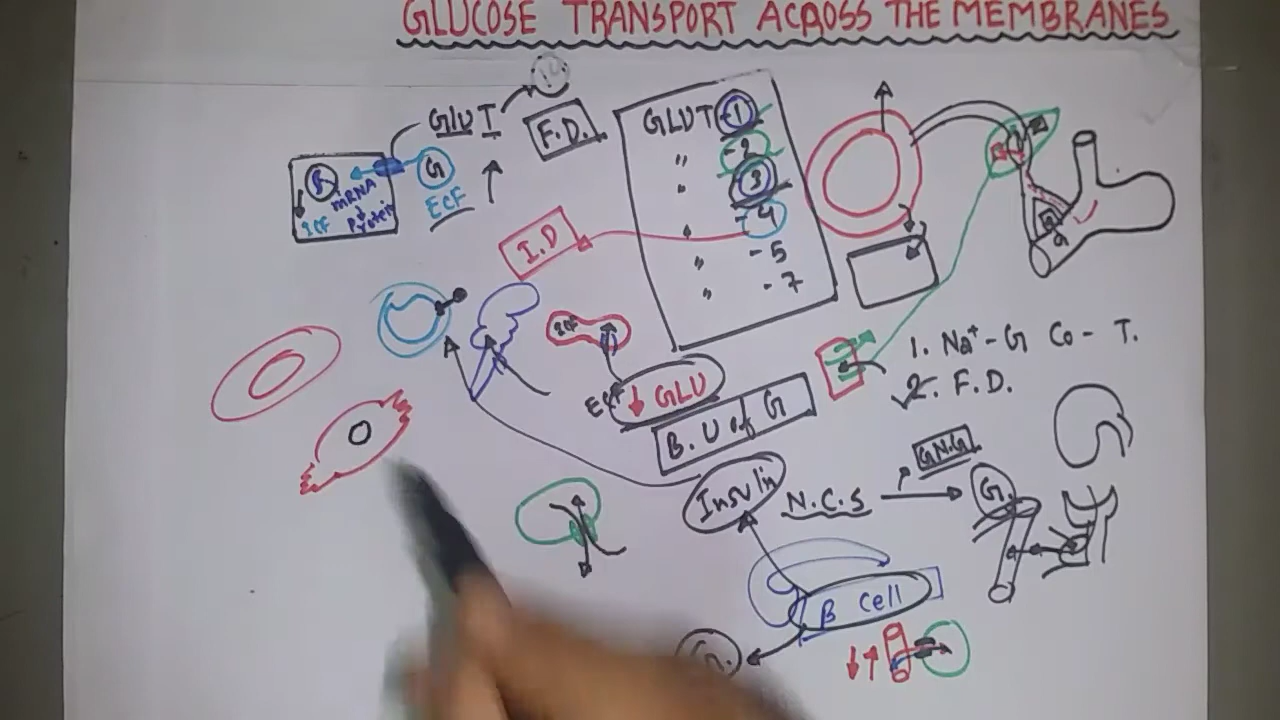 GLUCOSE TRANSPORT ACROSS THE MEMBRANES
GLUT
F.D.
GLUT -1
" -2
" -3
-4
" -5
" -7
G
ECF
mRNA
Protein
I.D
ECF
↓ GLU
B. U of G
1. Na⁺-G Co-T.
2. F.D.
Insulin
N.C.S
GNG
G.
β Cell